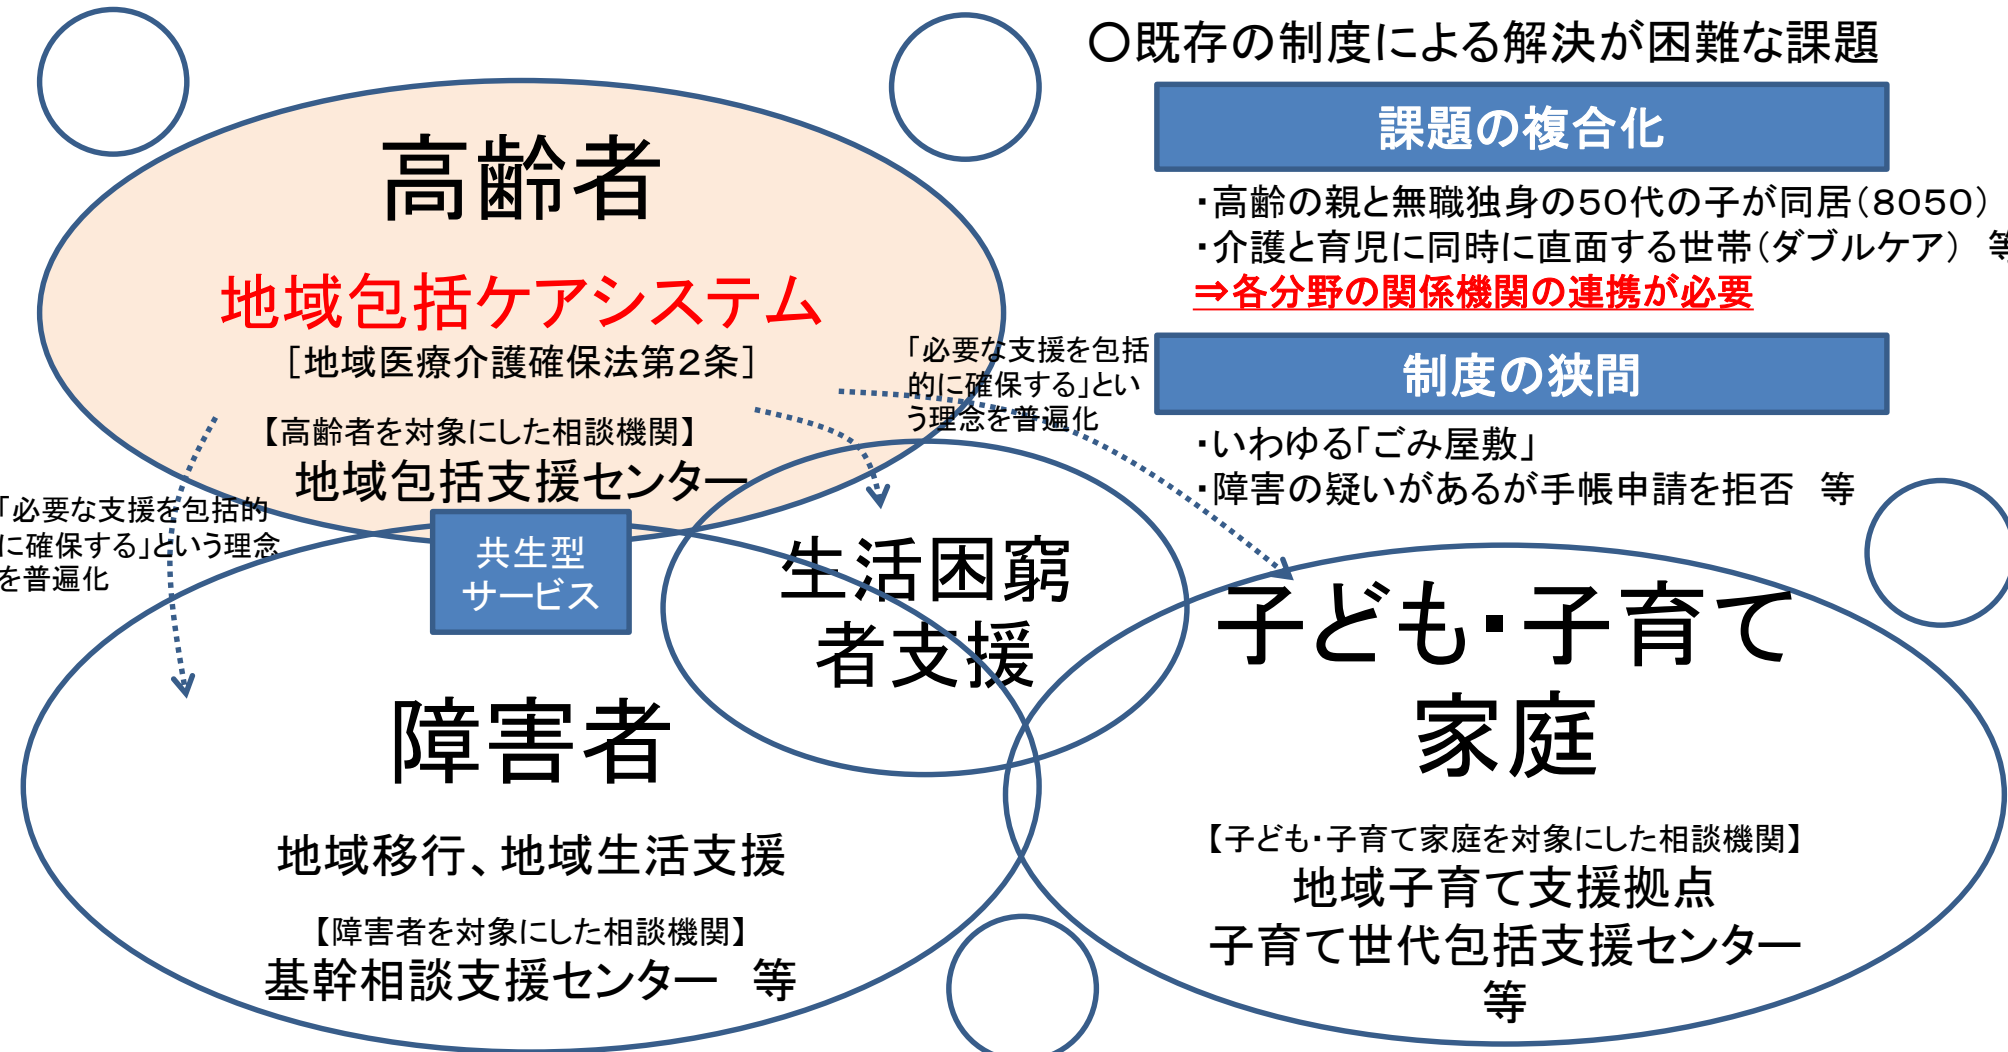 〇既存の制度による解決が困難な課題
課題の複合化
・高齢の親と無職独身の50代の子が同居(8050)
・介護と育児に同時に直面する世帯(ダブルケア) 等
⇒各分野の関係機関の連携が必要
制度の狭間
・いわゆる「ごみ屋敷」
・障害の疑いがあるが手帳申請を拒否 等
高齢者
地域包括ケアシステム
[地域医療介護確保法第2条]
【高齢者を対象にした相談機関】
地域包括支援センター
「必要な支援を包括
的に確保する」とい
う理念を普遍化
「必要な支援を包括的
に確保する」という理念
を普遍化
共生型
サービス
生活困窮
者支援
障害者
地域移行、地域生活支援
【障害者を対象にした相談機関】
基幹相談支援センター 等
子ども・子育て
家庭
【子ども・子育て家庭を対象にした相談機関】
地域子育て支援拠点
子育て世代包括支援センター
等